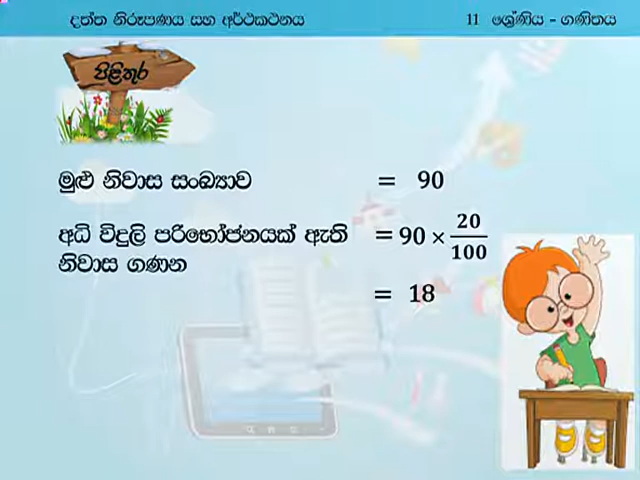 දත්ත නිරූපණය සහ අර්ථකථනය 11 ශ්‍රේණිය - ගණිතය
පිළිතුර
මුළු නිවාස සංඛ්‍යාව = 90
අධි විදුලි පරිභෝජනයක් ඇති නිවාස ගණන = 90 × 20/100
= 18